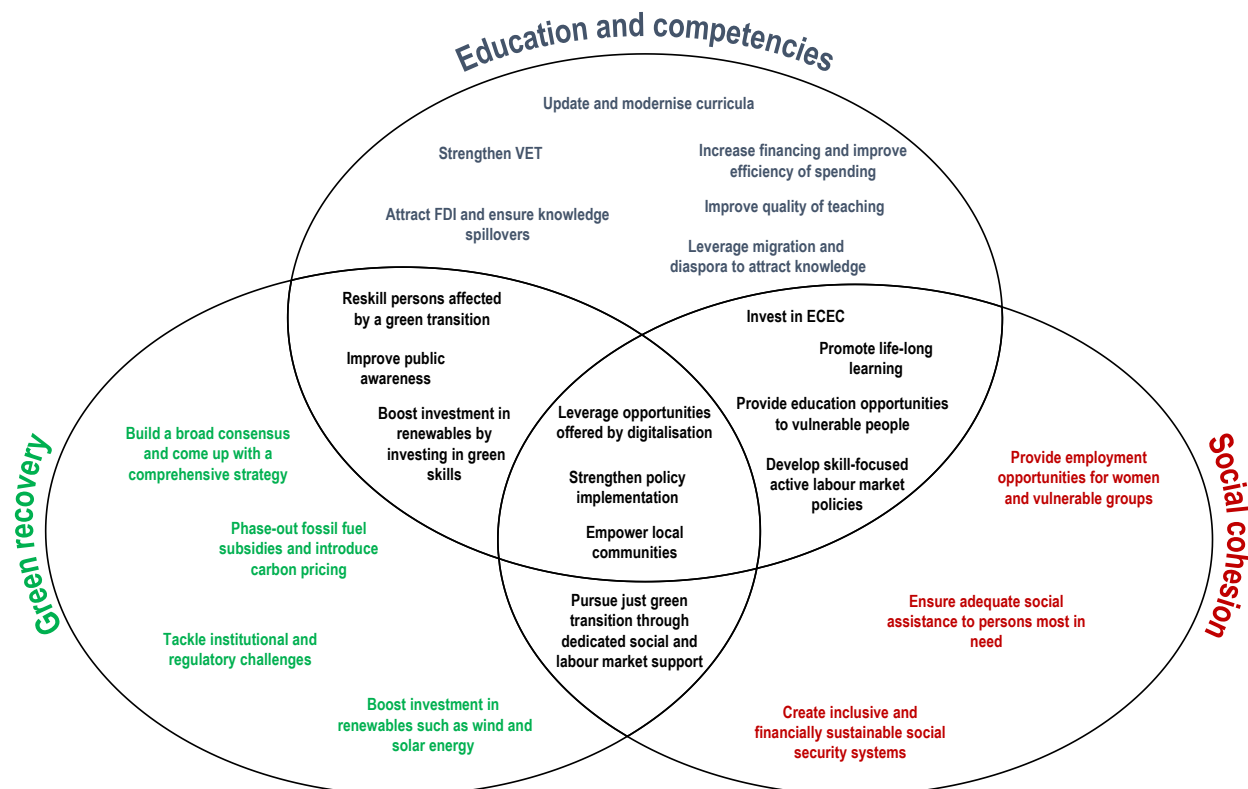 Education and competencies
Update and modernise curricula
Strengthen VET
Increase financing and improve
efficiency of spending
Attract FDI and ensure knowledge
spillovers
Improve quality of teaching
Leverage migration and
diaspora to attract knowledge
Reskill persons affected
by a green transition
Improve public
awareness
Boost investment in
renewables by
investing in green
skills
Invest in ECEC
Promote life-long
learning
Provide education opportunities
to vulnerable people
Develop skill-focused
active labour market
policies
Leverage opportunities
offered by digitalisation
Strengthen policy
implementation
Empower local
communities
Pursue just green
transition through
dedicated social and
labour market support
Green recovery
Build a broad consensus
and come up with a
comprehensive strategy
Phase-out fossil fuel
subsidies and introduce
carbon pricing
Tackle institutional and
regulatory challenges
Boost investment in
renewables such as wind and
solar energy
Social cohesion
Provide employment
opportunities for women
and vulnerable groups
Ensure adequate social
assistance to persons most in
need
Create inclusive and
financially sustainable social
security systems